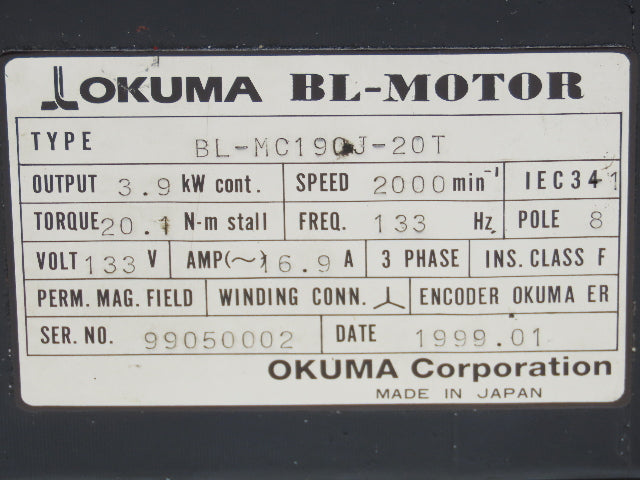 OKUMA BL-MOTOR
TYPE BL-MC190J-20T
OUTPUT 3.9 kW cont. SPEED 2000 min⁻¹ IEC34-1
TORQUE 20.1 N-m stall FREQ. 133 Hz POLE 8
VOLT 133 V AMP(～) 16.9 A 3 PHASE INS. CLASS F
PERM. MAG. FIELD WINDING CONN. ⅄ ENCODER OKUMA ER
SER. NO. 99050002 DATE 1999.01
OKUMA Corporation
MADE IN JAPAN